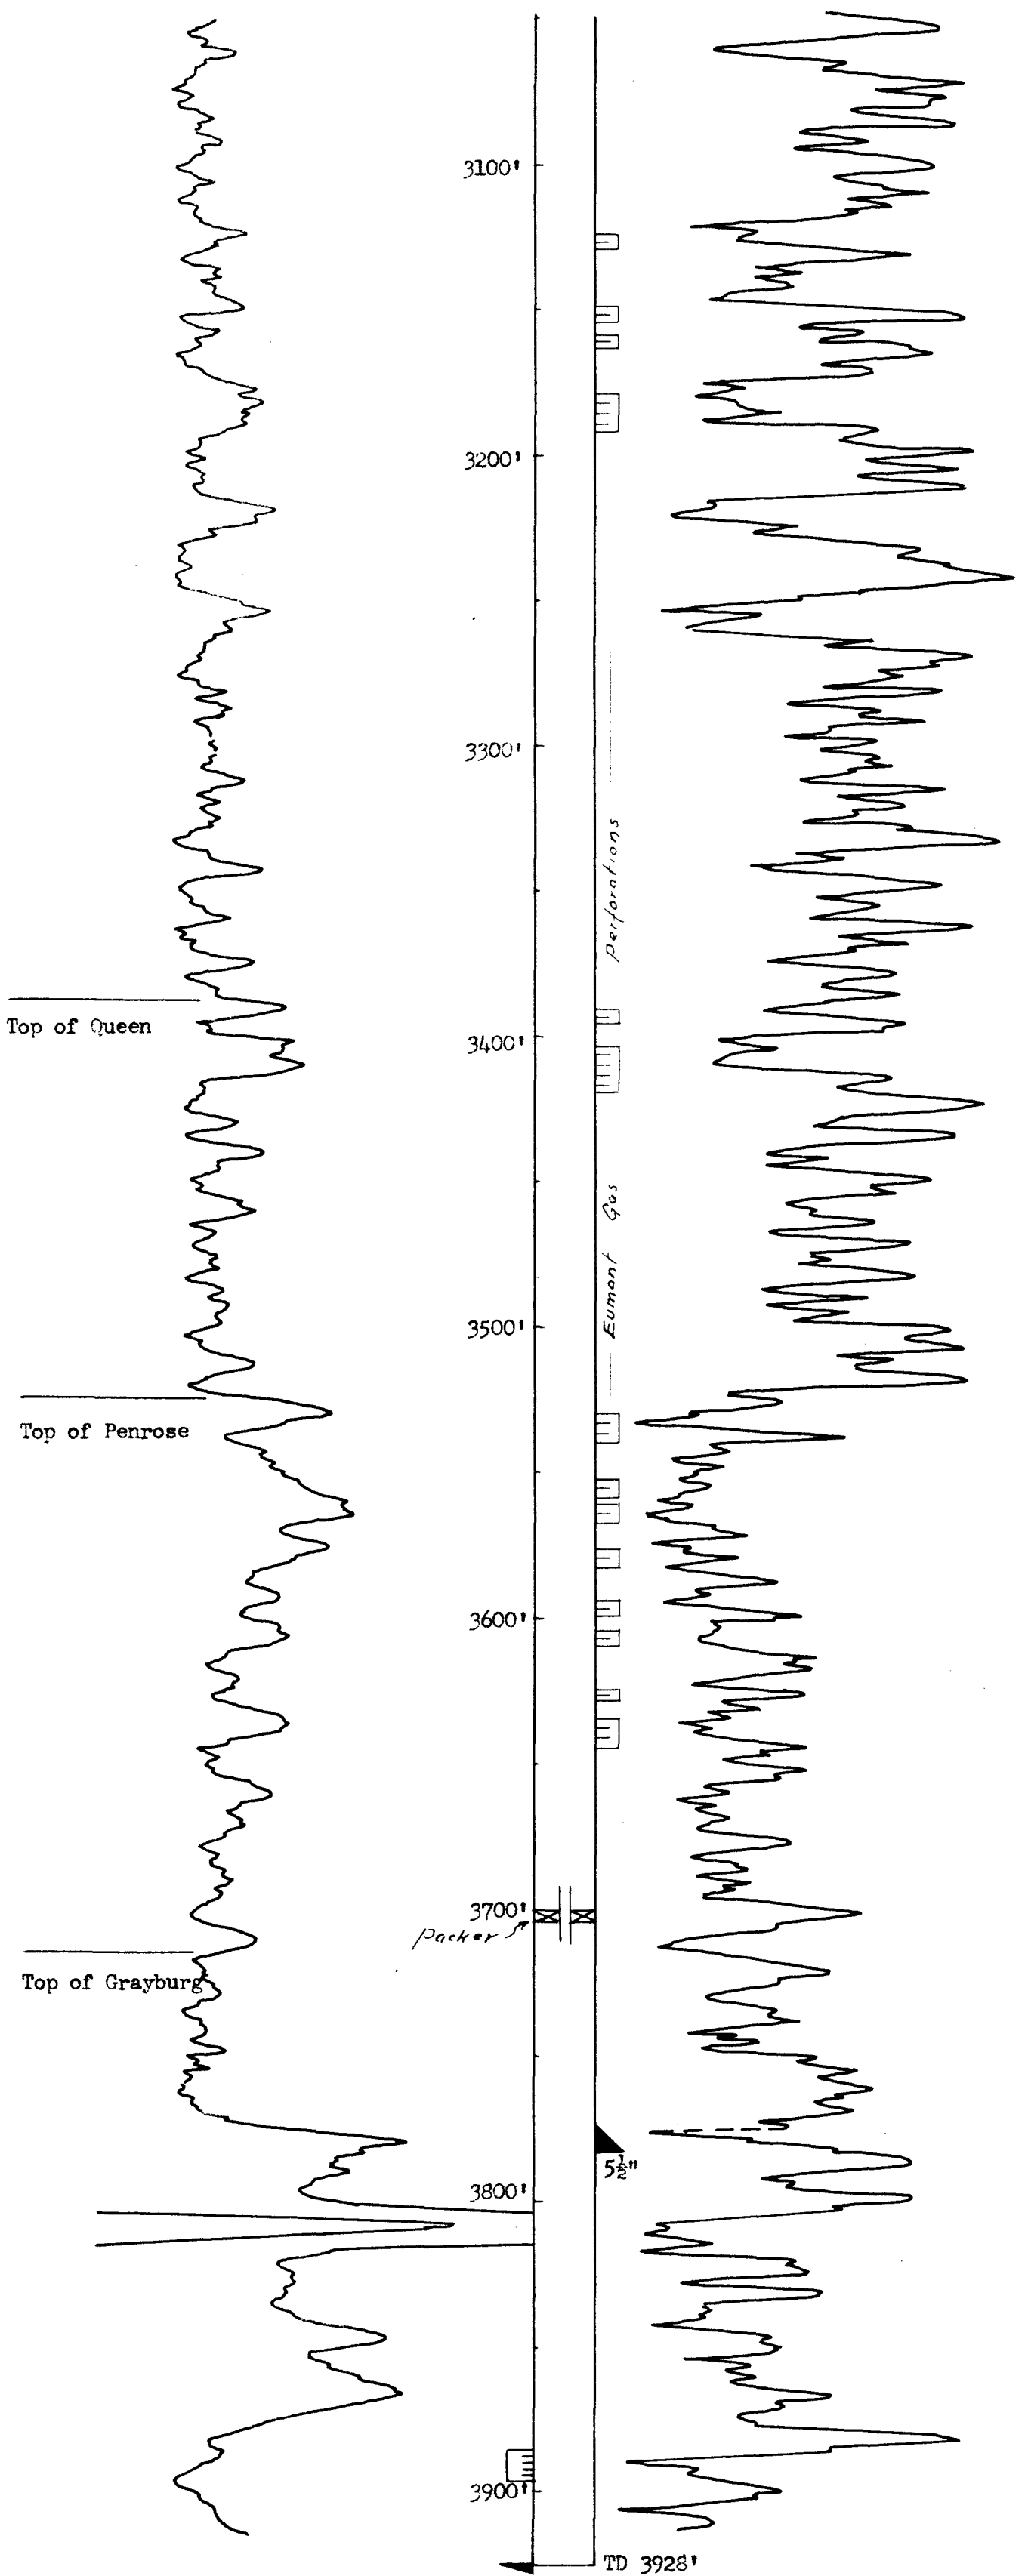 3100'
3200'
3300'
Perforations
Top of Queen
3400'
Gas
Eumont
3500'
Top of Penrose
3600'
3700'
Packer
Top of Grayburg
5½"
3800'
3900'
TD 3928'